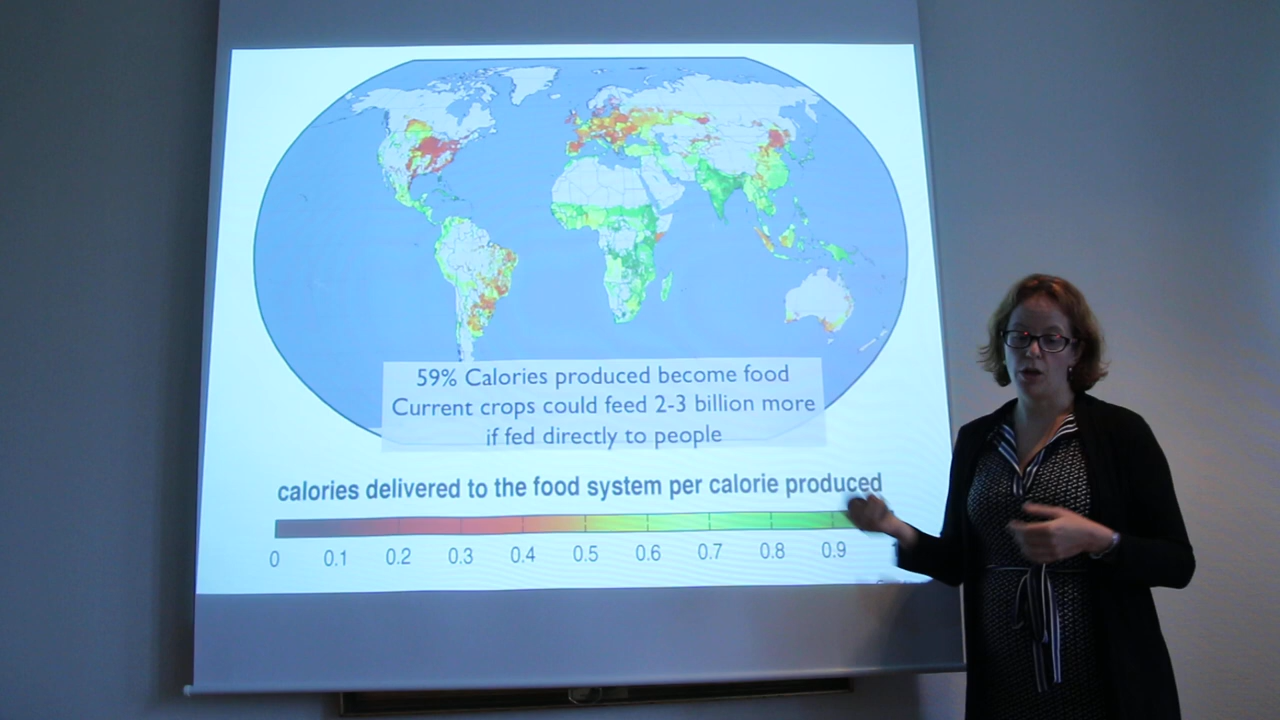 59% Calories produced become food
Current crops could feed 2-3 billion more
if fed directly to people
calories delivered to the food system per calorie produced
0 0.1 0.2 0.3 0.4 0.5 0.6 0.7 0.8 0.9